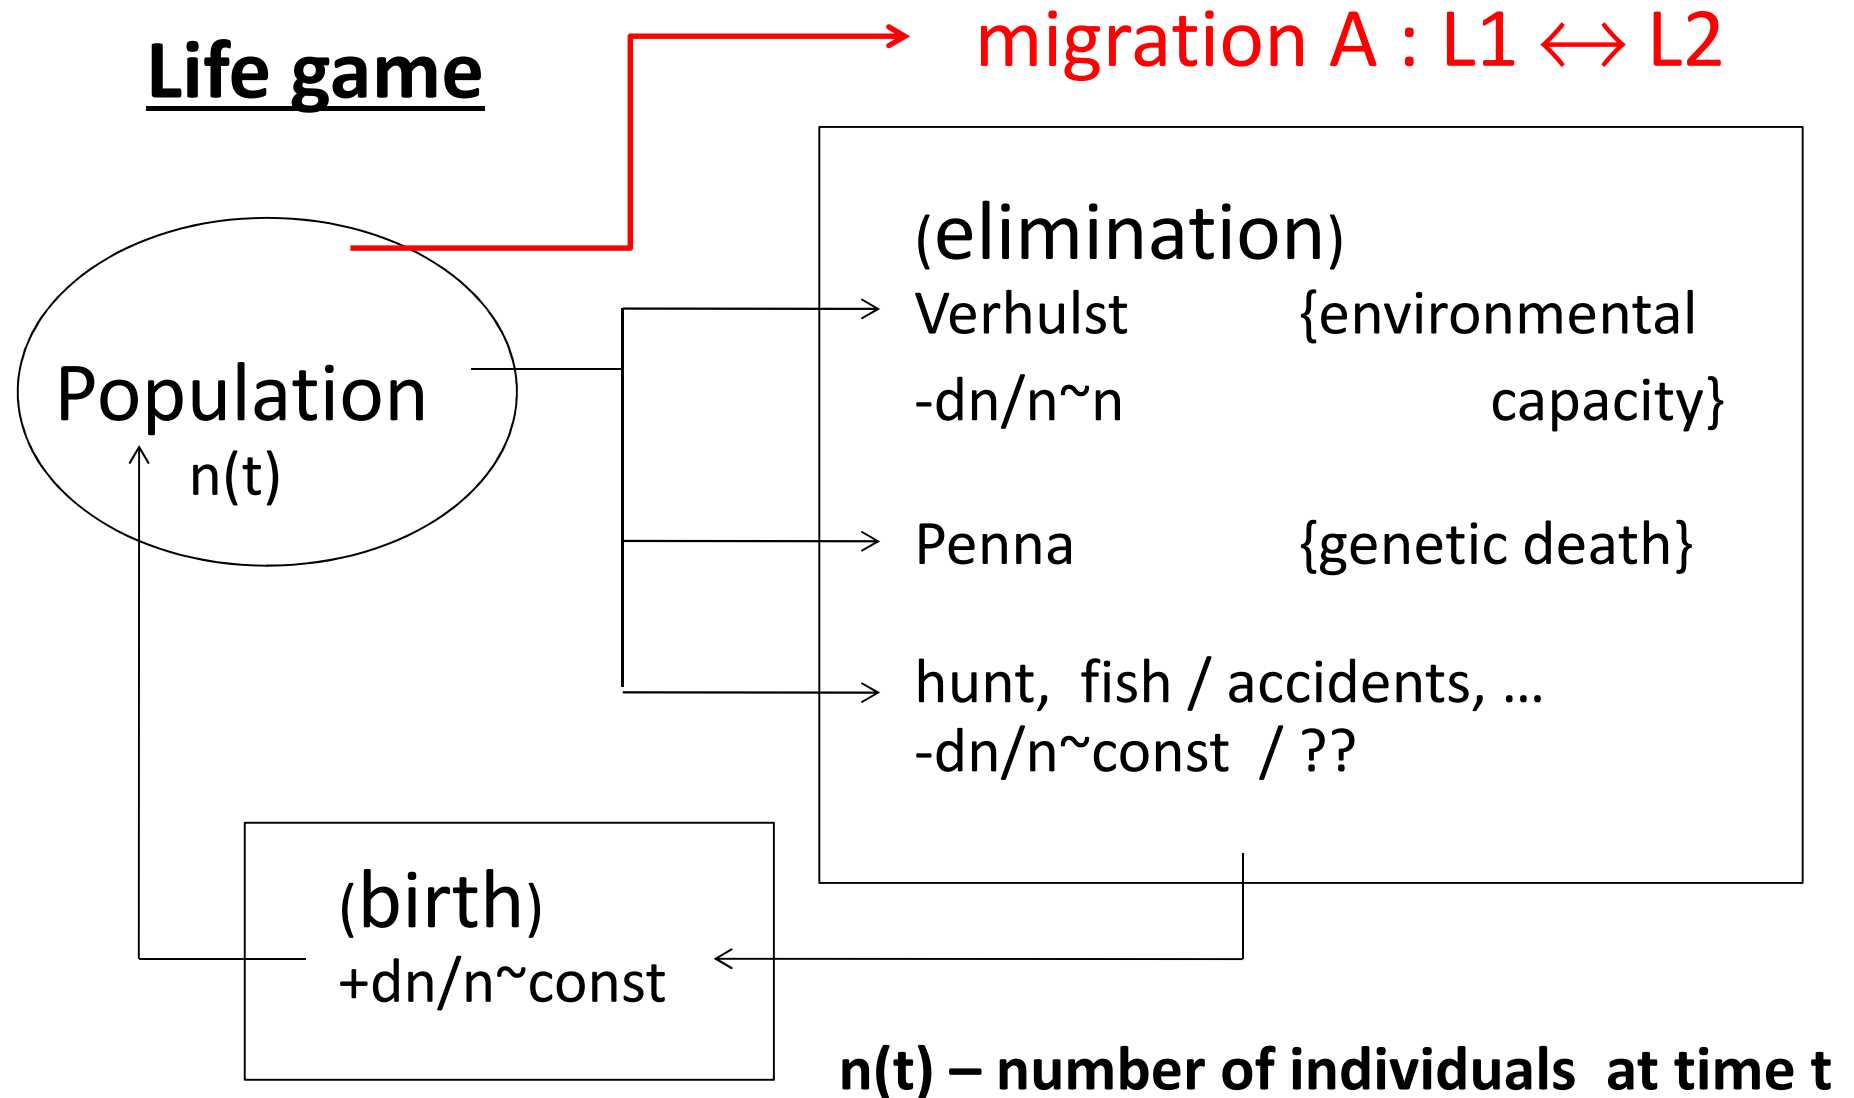 Life game
migration A : L1 ↔ L2
Population
n(t)
(elimination)
Verhulst {environmental
-dn/n~n capacity}
Penna {genetic death}
hunt, fish / accidents, ...
-dn/n~const / ??
(birth)
+dn/n~const
n(t) – number of individuals at time t